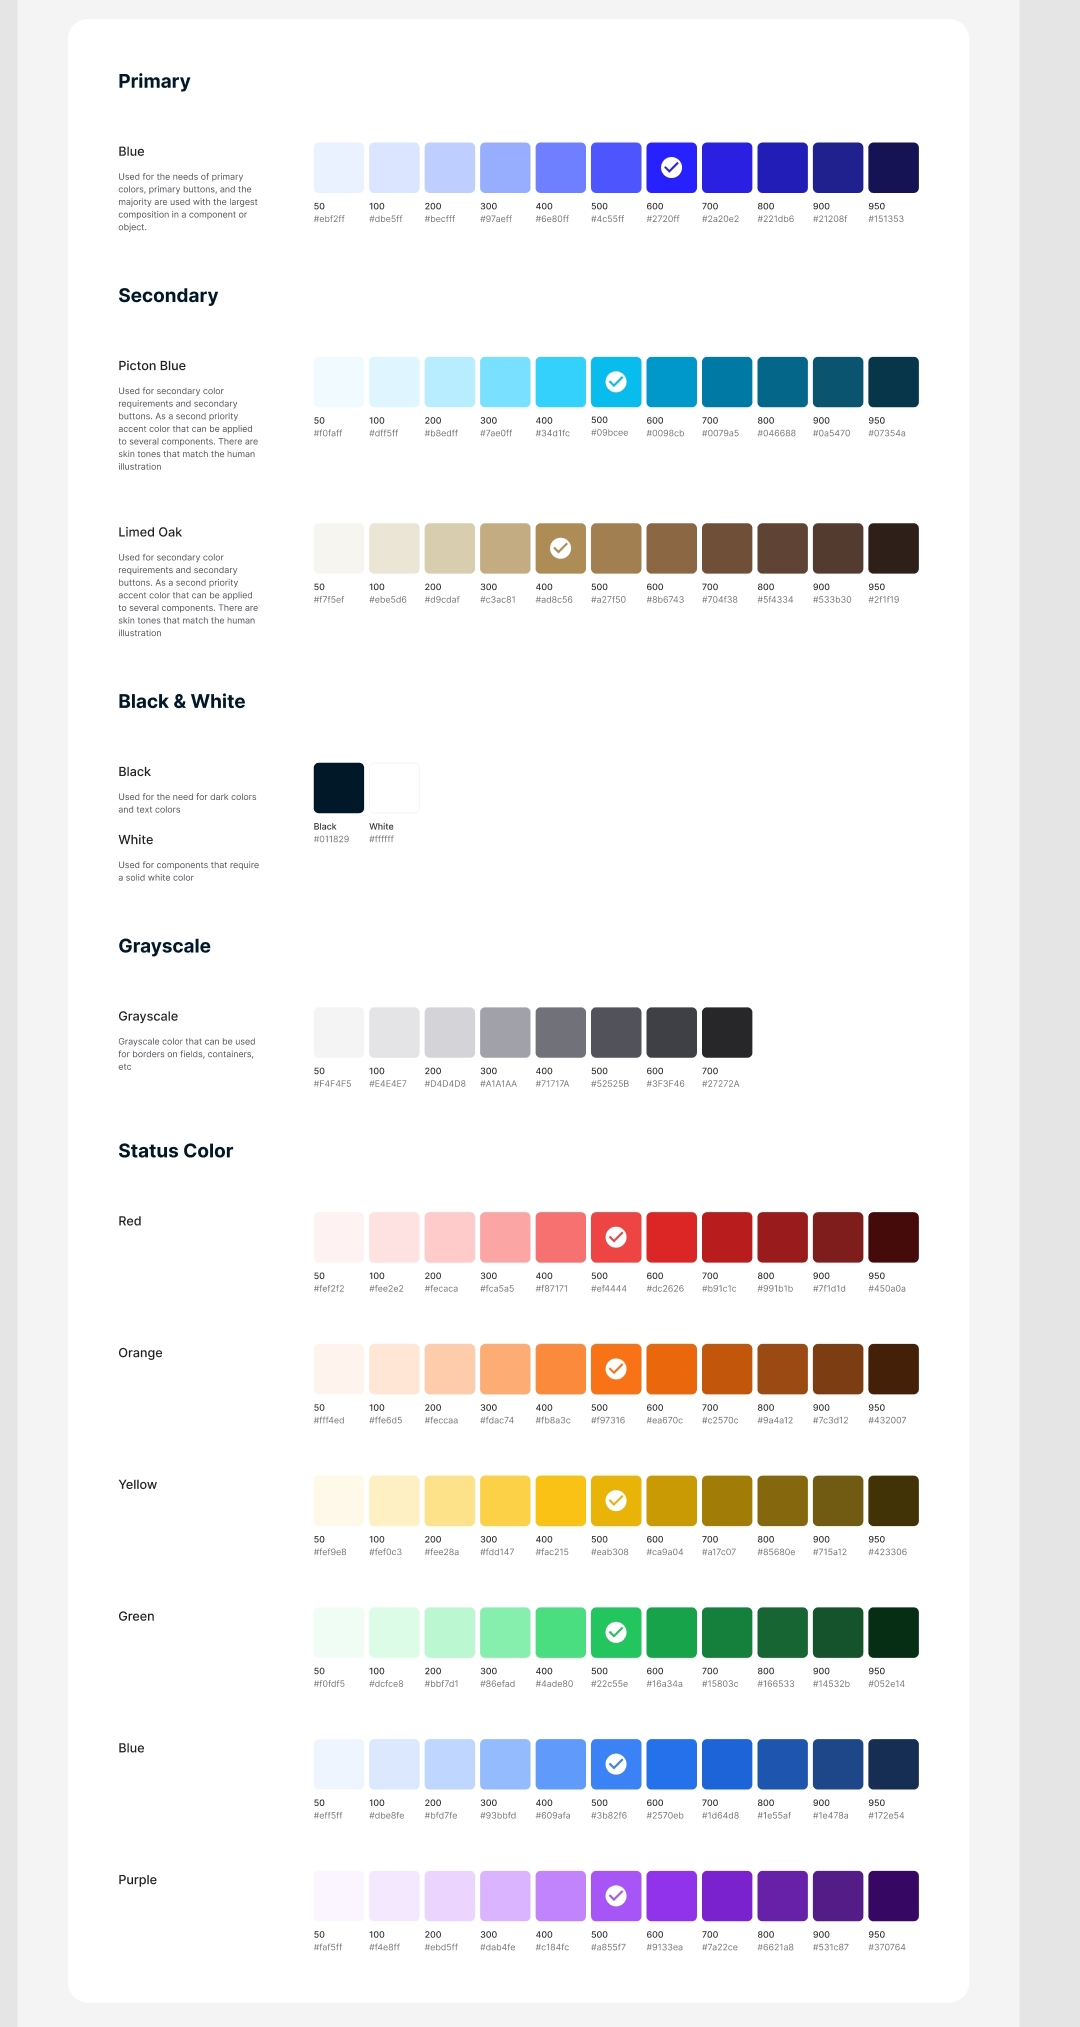 Primary
Blue
Used for the needs of primary
colors, primary buttons, and the
majority are used with the largest
composition in a component or
object.
50 100 200 300 400 500 600 700 800 900 950
#ebf2ff #dbe5ff #becfff #97aeff #6e80ff #4c55ff #2720ff #2a20e2 #221db6 #21208f #151353
Secondary
Picton Blue
Used for secondary color
requirements and secondary
buttons. As a second priority
accent color that can be applied
to several components. There are
skin tones that match the human
illustration
50 100 200 300 400 500 600 700 800 900 950
#f0faff #dff5ff #b8edff #7ae0ff #34d1fc #09bcee #0098cb #0079a5 #046688 #0a5470 #07354a
Limed Oak
Used for secondary color
requirements and secondary
buttons. As a second priority
accent color that can be applied
to several components. There are
skin tones that match the human
illustration
50 100 200 300 400 500 600 700 800 900 950
#f7f5ef #ebe5d6 #d9cdaf #c3ac81 #ad8c56 #a27f50 #8b6743 #704f38 #5f4334 #533b30 #2f1f19
Black & White
Black
Used for the need for dark colors
and text colors
White
Used for components that require
a solid white color
Black White
#011829 #ffffff
Grayscale
Grayscale
Grayscale color that can be used
for borders on fields, containers,
etc
50 100 200 300 400 500 600 700
#F4F4F5 #E4E4E7 #D4D4D8 #A1A1AA #71717A #52525B #3F3F46 #27272A
Status Color
Red
50 100 200 300 400 500 600 700 800 900 950
#fef2f2 #fee2e2 #fecaca #fca5a5 #f87171 #ef4444 #dc2626 #b91c1c #991b1b #7f1d1d #450a0a
Orange
50 100 200 300 400 500 600 700 800 900 950
#fff4ed #ffe6d5 #feccaa #fdac74 #fb8a3c #f97316 #ea670c #c2570c #9a4a12 #7c3d12 #432007
Yellow
50 100 200 300 400 500 600 700 800 900 950
#fef9e8 #fef0c3 #fee28a #fdd147 #fac215 #eab308 #ca9a04 #a17c07 #85680e #715a12 #423306
Green
50 100 200 300 400 500 600 700 800 900 950
#f0fdf5 #dcfce8 #bbf7d1 #86efad #4ade80 #22c55e #16a34a #15803c #166533 #14532b #052e14
Blue
50 100 200 300 400 500 600 700 800 900 950
#eff5ff #dbe8fe #bfd7fe #93bbfd #609afa #3b82f6 #2570eb #1d64d8 #1e55af #1e478a #172e54
Purple
50 100 200 300 400 500 600 700 800 900 950
#faf5ff #f4e8ff #ebd5ff #dab4fe #c184fc #a855f7 #9133ea #7a22ce #6621a8 #531c87 #370764